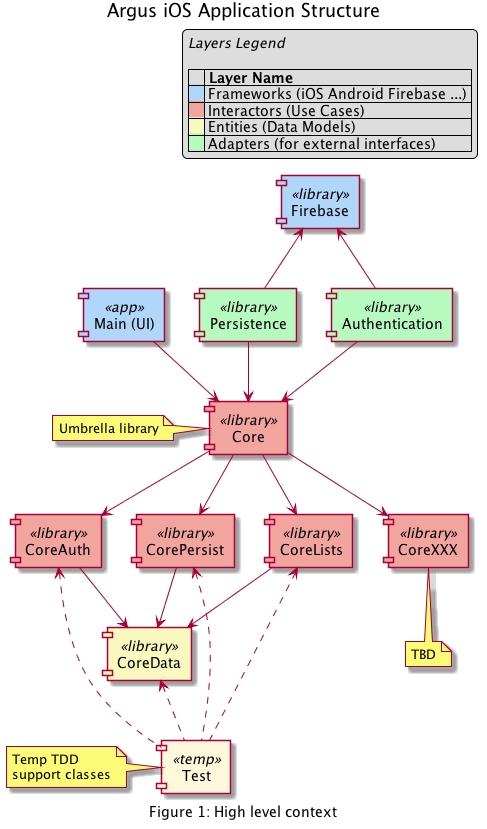 Argus iOS Application Structure
Layers Legend
Layer Name
Frameworks (iOS Android Firebase ...)
Interactors (Use Cases)
Entities (Data Models)
Adapters (for external interfaces)
«library»
Firebase
«app»
Main (UI)
«library»
Persistence
«library»
Authentication
Umbrella library
«library»
Core
«library»
CoreAuth
«library»
CorePersist
«library»
CoreLists
«library»
CoreXXX
«library»
CoreData
TBD
Temp TDD
support classes
«temp»
Test
Figure 1: High level context